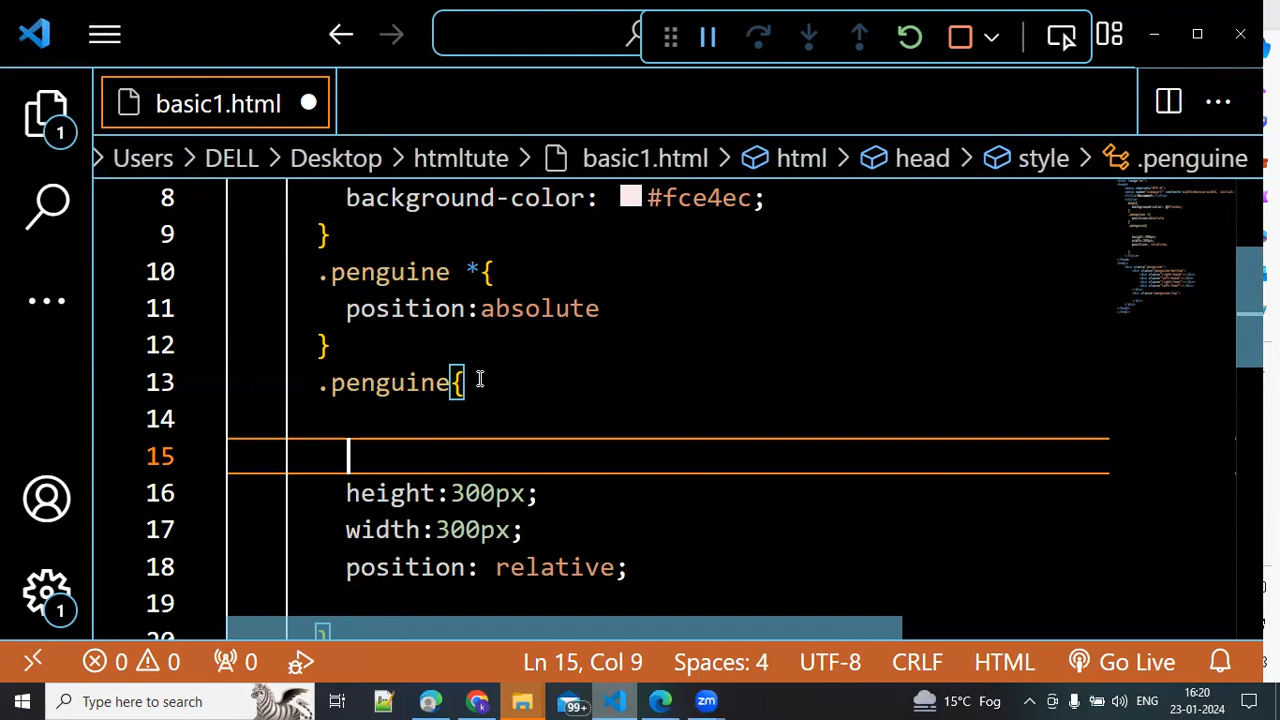 basic1.html
Users > DELL > Desktop > htmltute > basic1.html > html > head > style > .penguine
8 background-color: #fce4ec;
9 }
10 .penguine *{
11 position:absolute
12 }
13 .penguine{
14
15
16 height:300px;
17 width:300px;
18 position: relative;
19
20 }
1
1
0 0 0 Ln 15, Col 9 Spaces: 4 UTF-8 CRLF HTML Go Live
Type here to search 99+ 15°C Fog ENG 16:20
23-01-2024